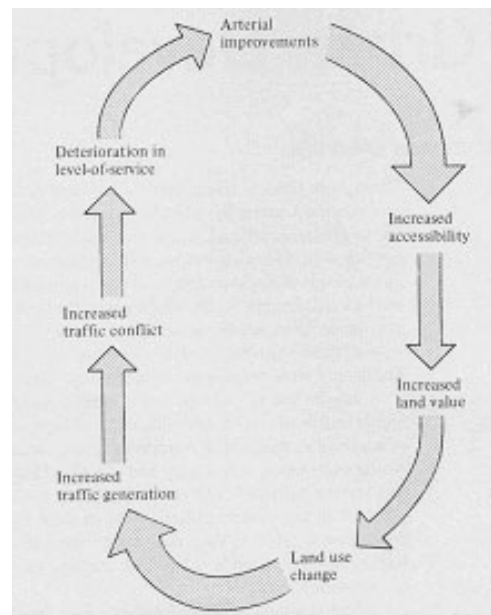 Arterial
improvements
Increased
accessibility
Increased
land value
Land use
change
Increased
traffic generation
Increased
traffic conflict
Deterioration in
level-of-service